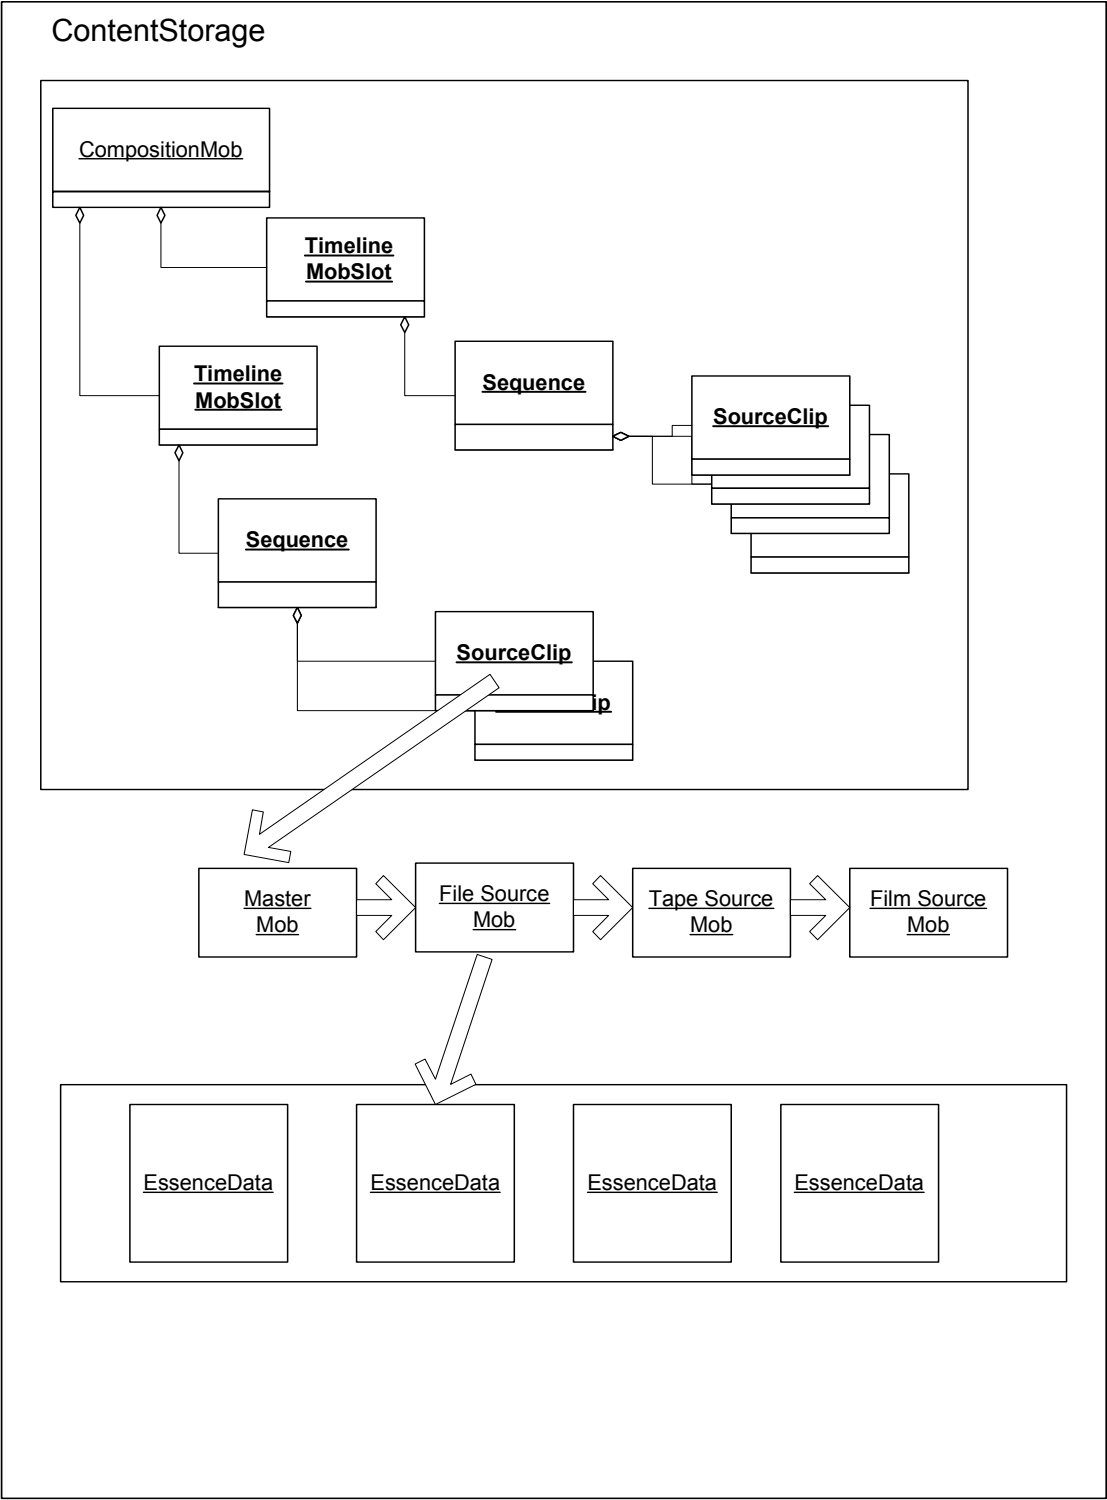 ContentStorage
CompositionMob
Timeline
MobSlot
Timeline
MobSlot
Sequence
SourceClip
Sequence
SourceClip
ip
Master
Mob
File Source
Mob
Tape Source
Mob
Film Source
Mob
EssenceData
EssenceData
EssenceData
EssenceData